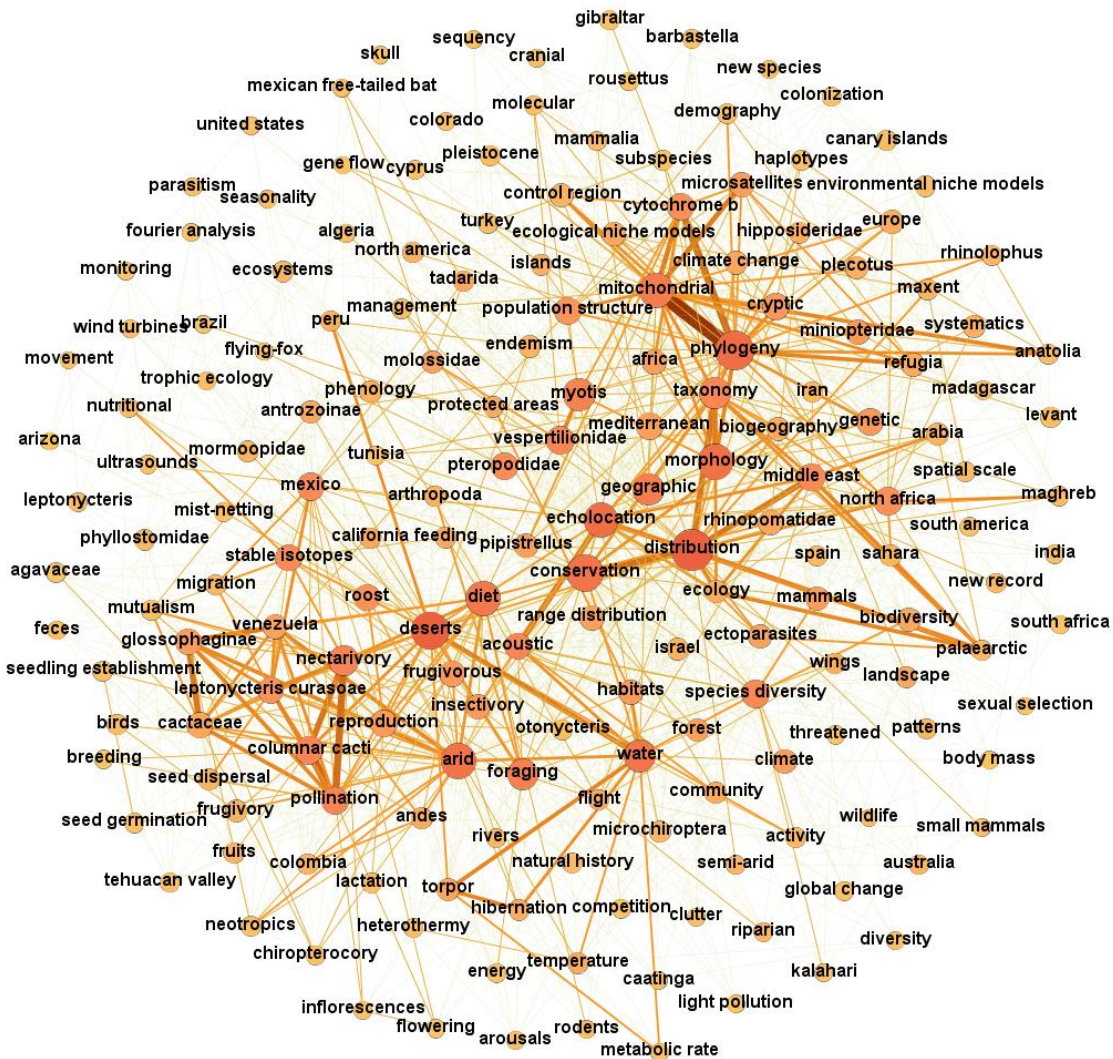 gibraltar
sequency
barbastella
skull
cranial
new species
mexican free-tailed bat
rousettus
colonization
molecular
demography
united states
colorado
mammalia
canary islands
gene flow
cyprus
pleistocene
subspecies
haplotypes
parasitism
seasonality
control region
microsatellites
environmental niche models
cytochrome b
fourier analysis
algeria
turkey
ecological niche models
hipposideridae
europe
north america
rhinolophus
monitoring
ecosystems
tadarida
islands
climate change
plecotus
mitochondrial
maxent
management
population structure
cryptic
wind turbines
brazil
peru
miniopteridae
systematics
movement
flying-fox
endemism
phylogeny
anatolia
molossidae
africa
refugia
trophic ecology
phenology
myotis
taxonomy
iran
madagascar
nutritional
antrozoinae
protected areas
mediterranean
biogeography
genetic
levant
arizona
mormoopidae
vespertilionidae
arabia
tunisia
ultrasounds
pteropodidae
morphology
middle east
spatial scale
leptonycteris
mexico
arthropoda
geographic
north africa
maghreb
mist-netting
echolocation
rhinopomatidae
south america
phyllostomidae
california
feeding
pipistrellus
distribution
stable isotopes
spain
sahara
india
agavaceae
migration
conservation
ecology
new record
mutualism
roost
diet
mammals
feces
venezuela
range distribution
biodiversity
south africa
glossophaginae
deserts
acoustic
ectoparasites
israel
palaearctic
seedling establishment
nectarivory
frugivorous
wings
landscape
leptonycteris curasoae
habitats
species diversity
insectivory
sexual selection
birds
cactaceae
reproduction
otonycteris
forest
threatened
patterns
breeding
columnar cacti
arid
water
climate
body mass
seed dispersal
foraging
pollination
flight
community
seed germination
frugivory
andes
wildlife
small mammals
rivers
microchiroptera
activity
fruits
colombia
natural history
semi-arid
australia
tehuacan valley
lactation
torpor
global change
hibernation
competition
clutter
neotropics
heterothermy
riparian
diversity
chiropterocory
energy
temperature
caatinga
kalahari
inflorescences
light pollution
flowering
arousals
rodents
metabolic rate